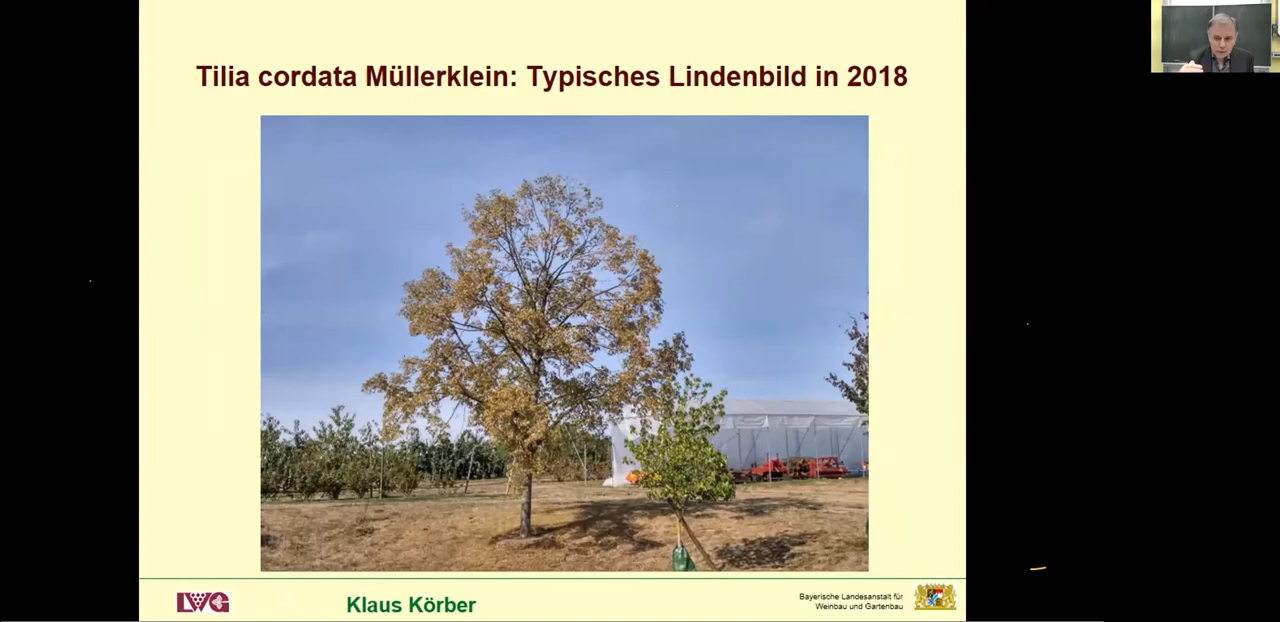 Tilia cordata Müllerklein: Typisches Lindenbild in 2018
LWG
Klaus Körber
Bayerische Landesanstalt für
Weinbau und Gartenbau